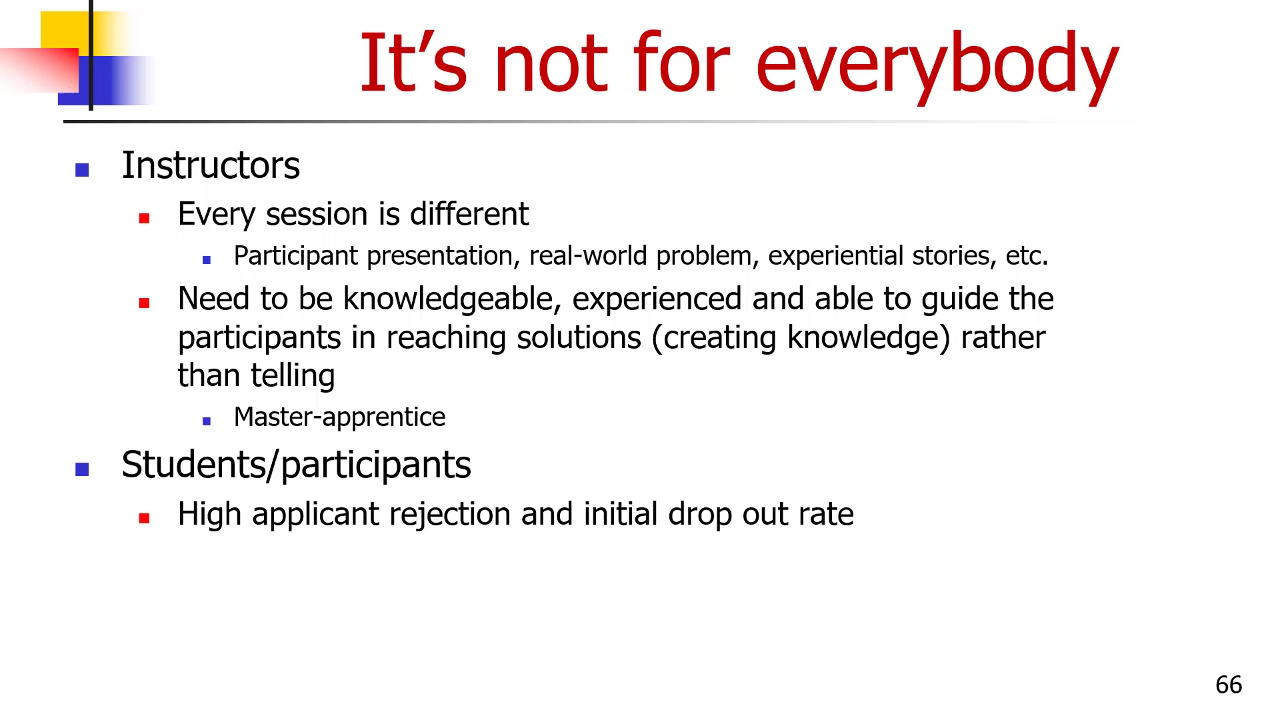 It’s not for everybody
Instructors
Every session is different
Participant presentation, real-world problem, experiential stories, etc.
Need to be knowledgeable, experienced and able to guide the
participants in reaching solutions (creating knowledge) rather
than telling
Master-apprentice
Students/participants
High applicant rejection and initial drop out rate
66